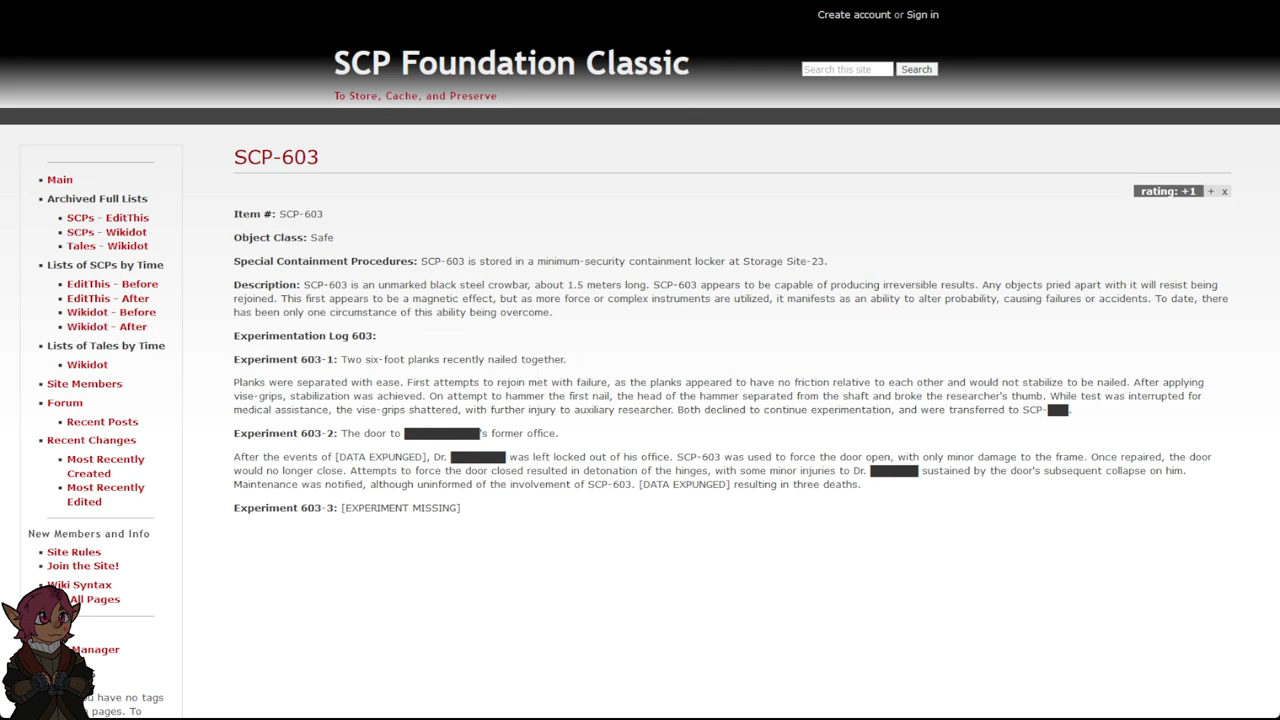 Create account or Sign in
SCP Foundation Classic
Search this site
Search
To Store, Cache, and Preserve
Main
Archived Full Lists
SCPs - EditThis
SCPs - Wikidot
Tales - Wikidot
Lists of SCPs by Time
EditThis - Before
EditThis - After
Wikidot - Before
Wikidot - After
Lists of Tales by Time
Wikidot
Site Members
Forum
Recent Posts
Recent Changes
Most Recently
Created
Most Recently
Edited
New Members and Info
Site Rules
Join the Site!
Wiki Syntax
All Pages
Manager
have no tags
pages. To
SCP-603
rating: +1 + x
Item #: SCP-603
Object Class: Safe
Special Containment Procedures: SCP-603 is stored in a minimum-security containment locker at Storage Site-23.
Description: SCP-603 is an unmarked black steel crowbar, about 1.5 meters long. SCP-603 appears to be capable of producing irreversible results. Any objects pried apart with it will resist being
rejoined. This first appears to be a magnetic effect, but as more force or complex instruments are utilized, it manifests as an ability to alter probability, causing failures or accidents. To date, there
has been only one circumstance of this ability being overcome.
Experimentation Log 603:
Experiment 603-1: Two six-foot planks recently nailed together.
Planks were separated with ease. First attempts to rejoin met with failure, as the planks appeared to have no friction relative to each other and would not stabilize to be nailed. After applying
vise-grips, stabilization was achieved. On attempt to hammer the first nail, the head of the hammer separated from the shaft and broke the researcher's thumb. While test was interrupted for
medical assistance, the vise-grips shattered, with further injury to auxiliary researcher. Both declined to continue experimentation, and were transferred to SCP-███.
Experiment 603-2: The door to ██████████'s former office.
After the events of [DATA EXPUNGED], Dr. ████████ was left locked out of his office. SCP-603 was used to force the door open, with only minor damage to the frame. Once repaired, the door
would no longer close. Attempts to force the door closed resulted in detonation of the hinges, with some minor injuries to Dr. ███████ sustained by the door's subsequent collapse on him.
Maintenance was notified, although uninformed of the involvement of SCP-603. [DATA EXPUNGED] resulting in three deaths.
Experiment 603-3: [EXPERIMENT MISSING]